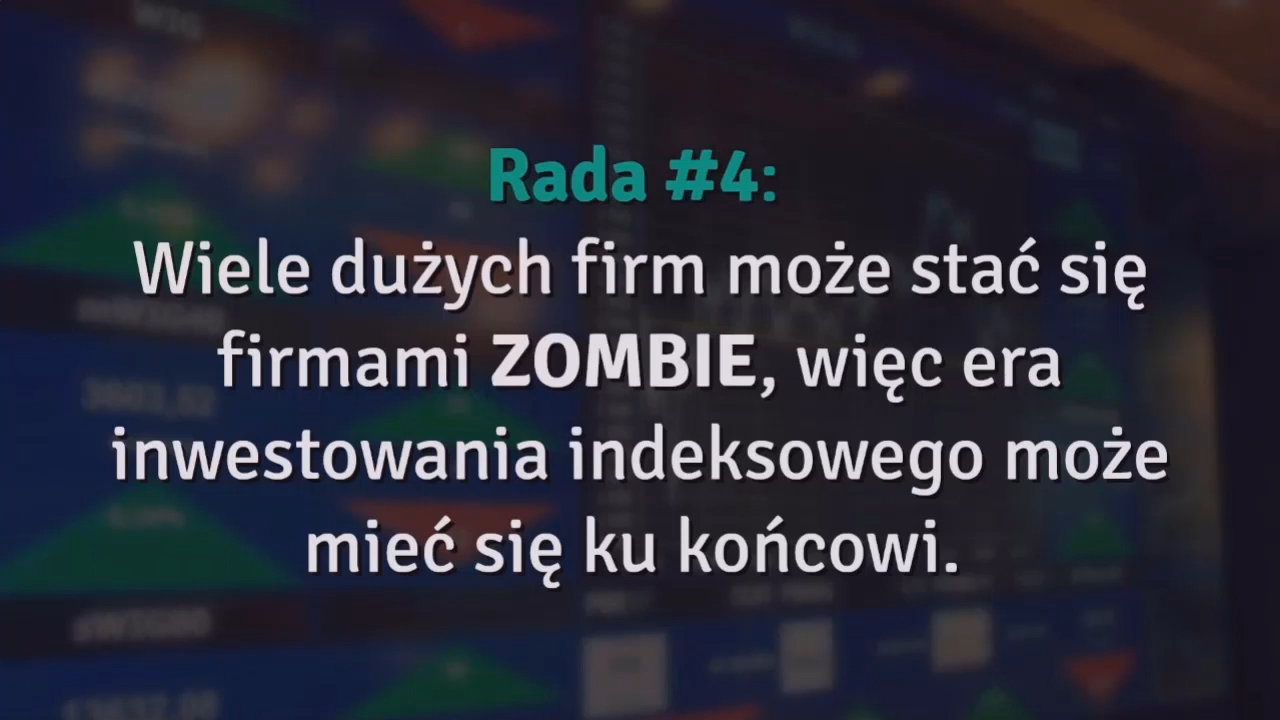 Rada #4:
Wiele dużych firm może stać się
firmami ZOMBIE, więc era
inwestowania indeksowego może
mieć się ku końcowi.